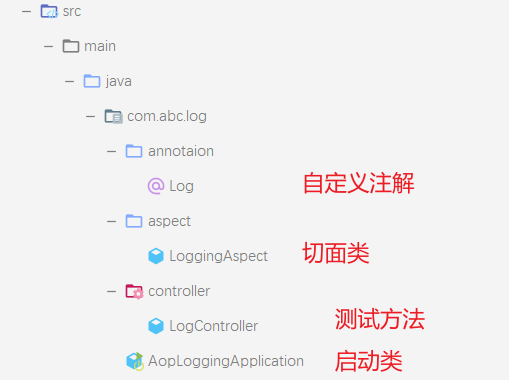 src
main
java
com.abc.log
annotaion
Log 自定义注解
aspect
LoggingAspect 切面类
controller
LogController 测试方法
AopLoggingApplication 启动类